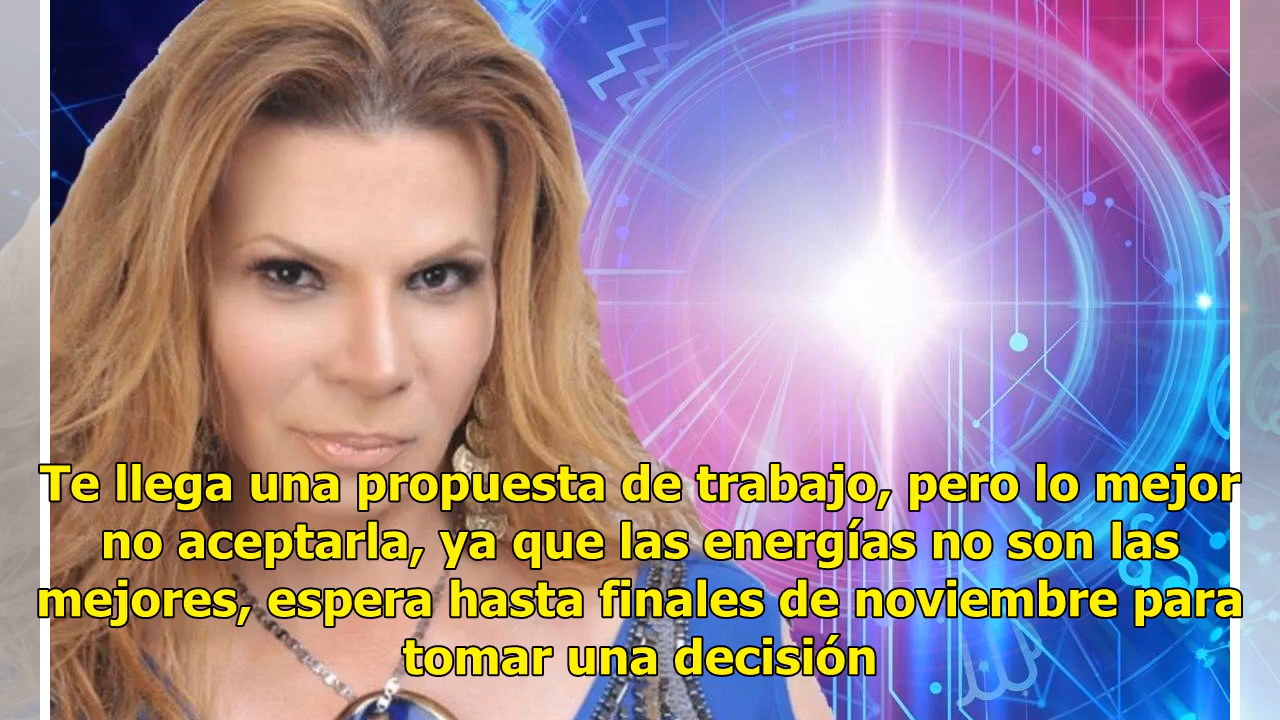 Te llega una propuesta de trabajo, pero lo mejor
no aceptarla, ya que las energías no son las
mejores, espera hasta finales de noviembre para
tomar una decisión